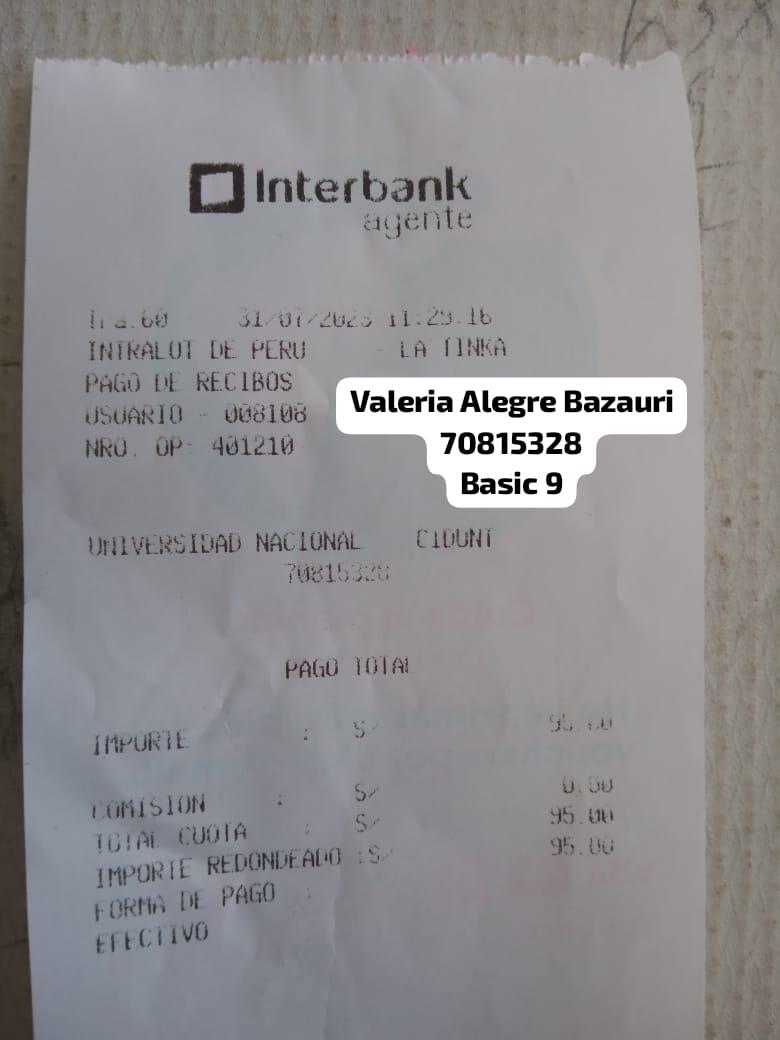 Interbank
agente
Tra.60 31/07/2023 11:29.16
INTRALOT DE PERU - LA TINKA
PAGO DE RECIBOS
USUARIO - 008108
NRO. OP: 401210
Valeria Alegre Bazauri
70815328
Basic 9
UNIVERSIDAD NACIONAL CIDUNT
70815328
PAGO TOTAL
IMPORTE : S/ 95.00
COMISION : S/ 0.00
TOTAL CUOTA : S/ 95.00
IMPORTE REDONDEADO :S/ 95.00
FORMA DE PAGO :
EFECTIVO